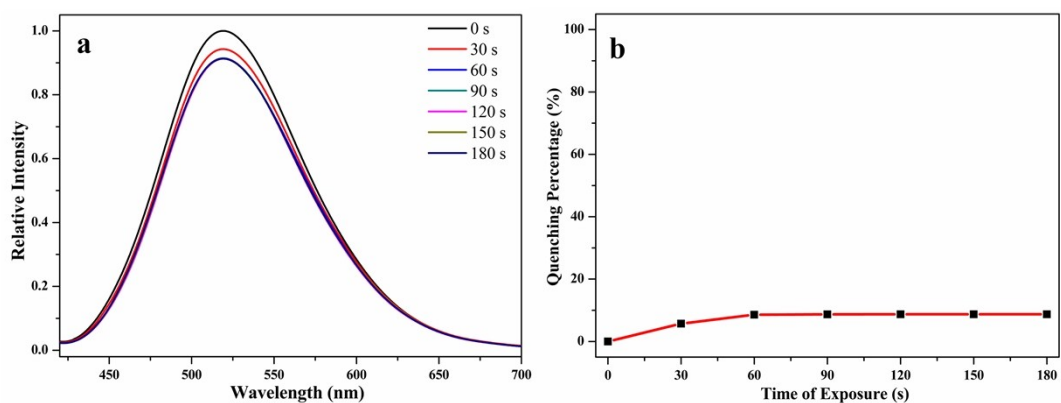 a
0 s
30 s
60 s
90 s
120 s
150 s
180 s
1.0
0.8
0.6
0.4
0.2
0.0
Relative Intensity
450 500 550 600 650 700
Wavelength (nm)
b
100
80
60
40
20
0
Quenching Percentage (%)
0 30 60 90 120 150 180
Time of Exposure (s)